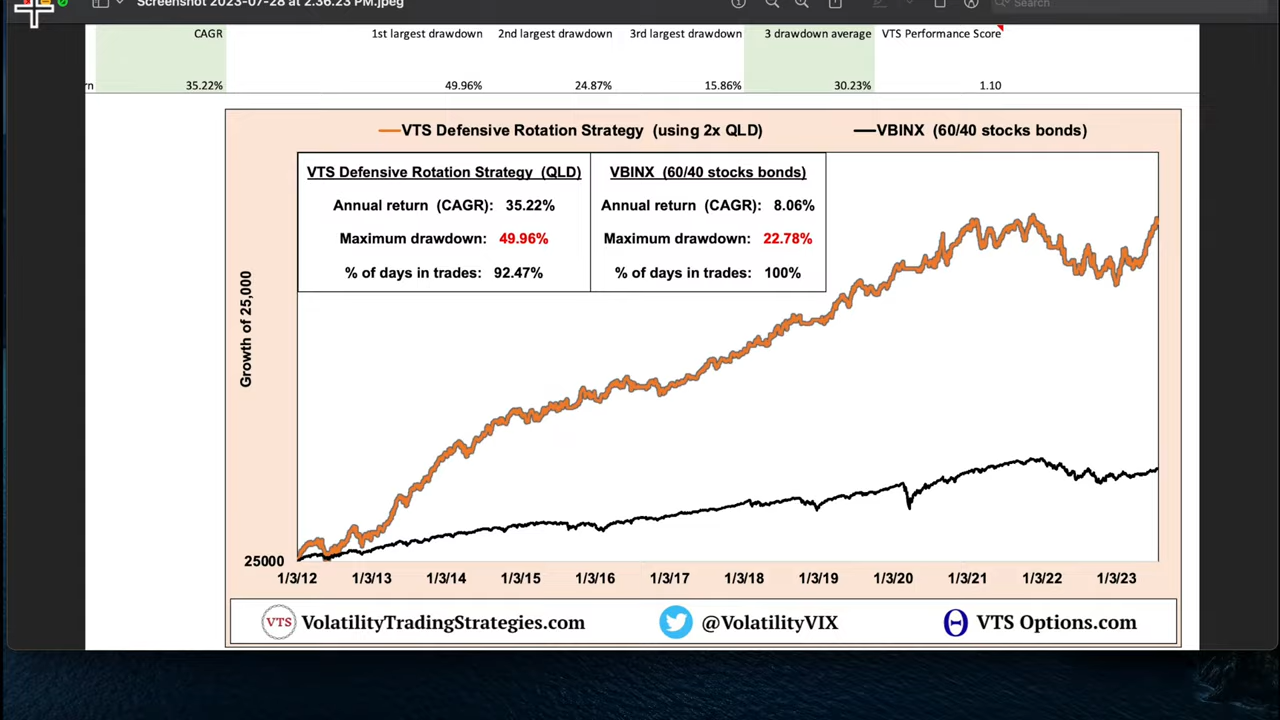 Screenshot 2023-07-28 at 2.36.23 PM.jpeg
Search
CAGR 1st largest drawdown 2nd largest drawdown 3rd largest drawdown 3 drawdown average VTS Performance Score
35.22% 49.96% 24.87% 15.86% 30.23% 1.10
VTS Defensive Rotation Strategy (using 2x QLD) VBINX (60/40 stocks bonds)
VTS Defensive Rotation Strategy (QLD) VBINX (60/40 stocks bonds)
Annual return (CAGR): 35.22% Annual return (CAGR): 8.06%
Maximum drawdown: 49.96% Maximum drawdown: 22.78%
% of days in trades: 92.47% % of days in trades: 100%
Growth of 25,000
25000
1/3/12 1/3/13 1/3/14 1/3/15 1/3/16 1/3/17 1/3/18 1/3/19 1/3/20 1/3/21 1/3/22 1/3/23
VTS VolatilityTradingStrategies.com @VolatilityVIX VTS Options.com